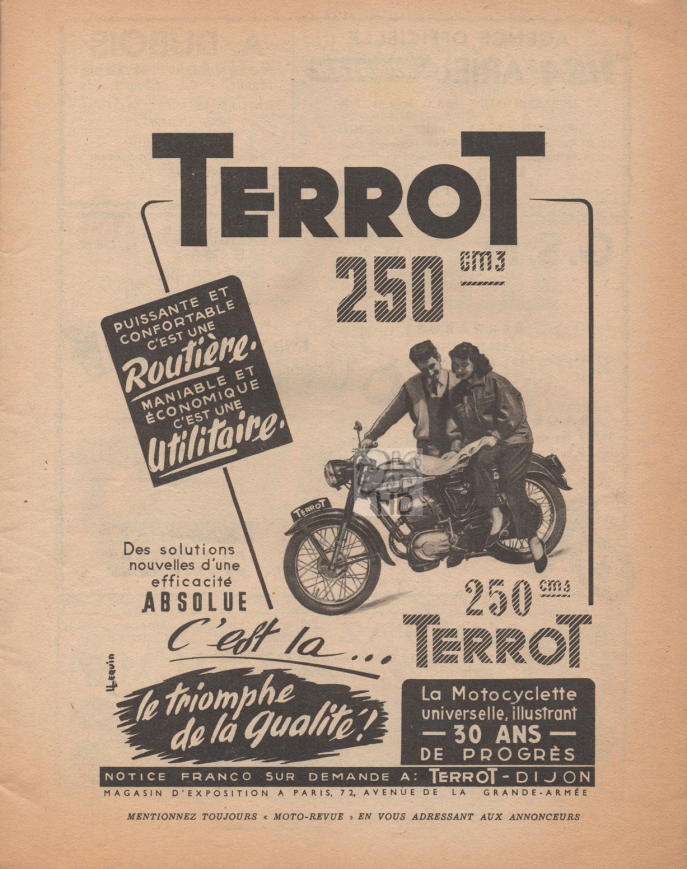 TERROT
250 cm3
PUISSANTE ET
CONFORTABLE
C'EST UNE
Routière.
MANIABLE ET
ÉCONOMIQUE
C'EST UNE
Utilitaire.
TERROT
Des solutions
nouvelles d'une
efficacité
ABSOLUE
250 cm3
C'est la...
TERROT
Lequin
le triomphe
de la qualité!
La Motocyclette
universelle, illustrant
— 30 ANS —
DE PROGRÈS
NOTICE FRANCO SUR DEMANDE A: TERROT - DIJON
MAGASIN D'EXPOSITION A PARIS, 72, AVENUE DE LA GRANDE-ARMÉE
MENTIONNEZ TOUJOURS « MOTO-REVUE » EN VOUS ADRESSANT AUX ANNONCEURS